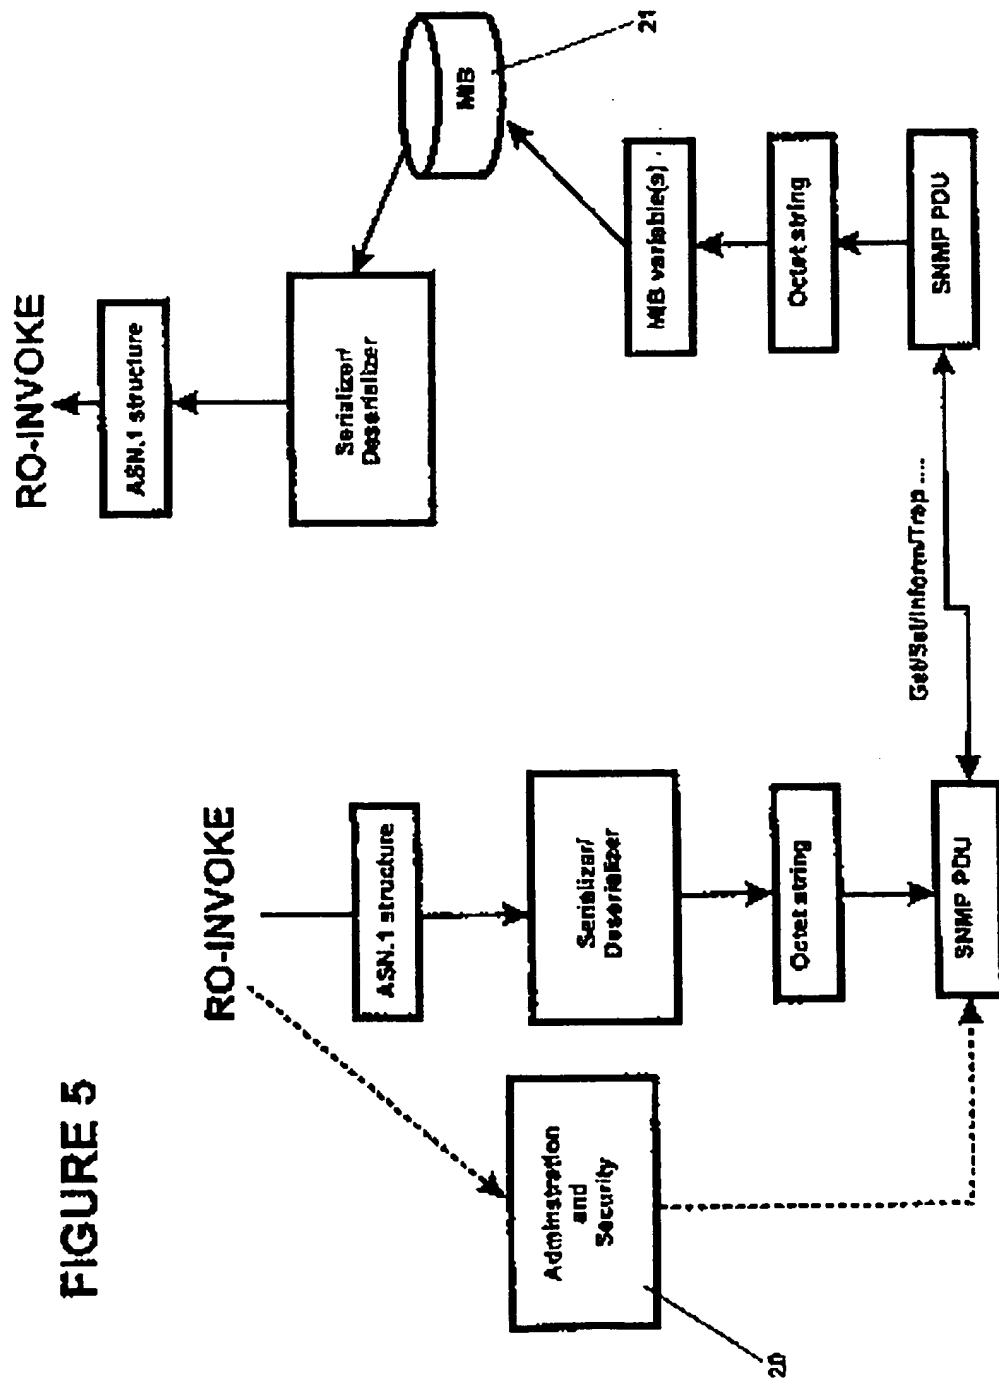 FIGURE 5
RO-INVOKE
RO-INVOKE
ASN.1 structure
ASN.1 structure
Serializer/
Deserializer
MIB
21
Adminstration
and
Security
Serializer/
Deserializer
MIB variable(s)
Octet string
Octet string
20
Get/Set/Inform/Trap ....
SNMP PDU
SNMP PDU